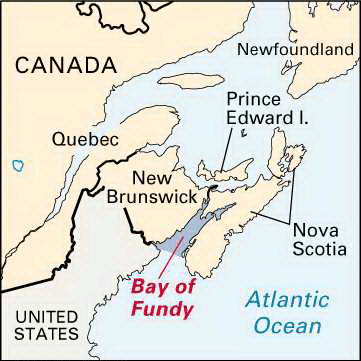 Newfoundland
CANADA
Prince
Edward I.
Quebec
New
Brunswick
Nova
Scotia
Bay of
Fundy
Atlantic
Ocean
UNITED
STATES